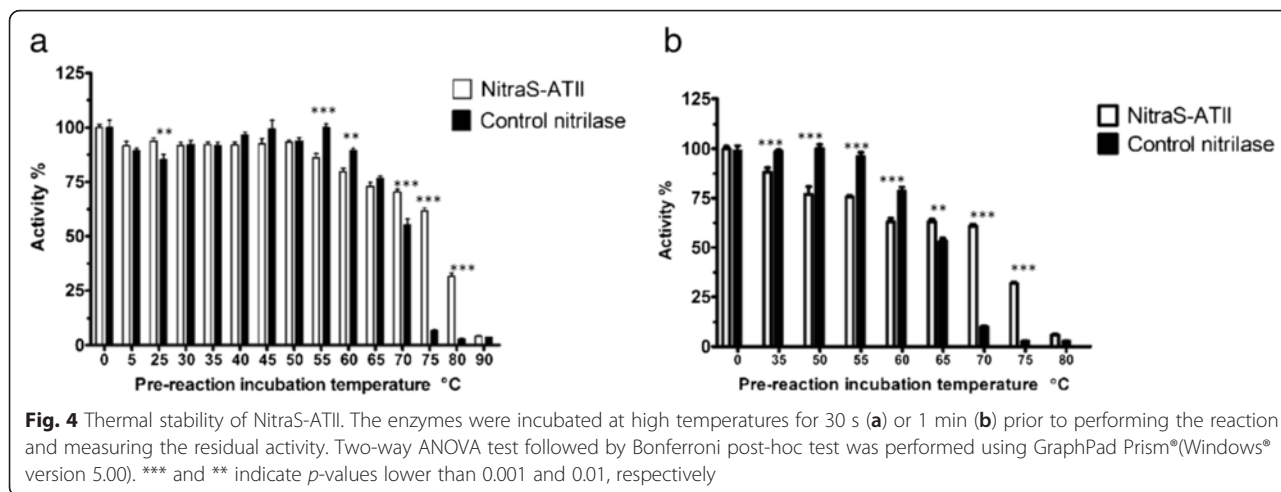 a
125
100
75
50
25
0
Activity %
NitraS-ATII
Control nitrilase
** *** ** *** *** ***
0 5 25 30 35 40 45 50 55 60 65 70 75 80 90
Pre-reaction incubation temperature °C
b
125
100
75
50
25
0
Activity %
NitraS-ATII
Control nitrilase
*** *** *** *** ** *** ***
0 35 50 55 60 65 70 75 80
Pre-reaction incubation temperature °C
Fig. 4 Thermal stability of NitraS-ATII. The enzymes were incubated at high temperatures for 30 s (a) or 1 min (b) prior to performing the reaction
and measuring the residual activity. Two-way ANOVA test followed by Bonferroni post-hoc test was performed using GraphPad Prism®(Windows®
version 5.00). *** and ** indicate p-values lower than 0.001 and 0.01, respectively